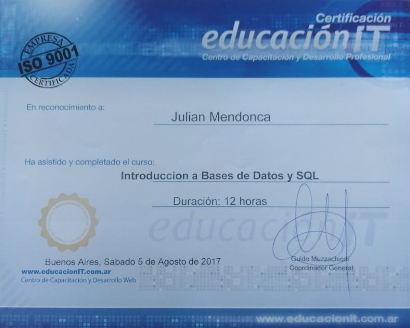 Certificación
educaciónIT
Centro de Capacitación y Desarrollo Profesional
EMPRESA
ISO 9001
CERTIFICADA
En reconocimiento a:
Julian Mendonca
Ha asistido y completado el curso:
Introduccion a Bases de Datos y SQL
Duración: 12 horas
educaciónIT
Buenos Aires, Sabado 5 de Agosto de 2017
Guido
Coordinador General
www.educacionIT.com.ar
Centro de Capacitación y Desarrollo Web
www.educacionit.com.ar